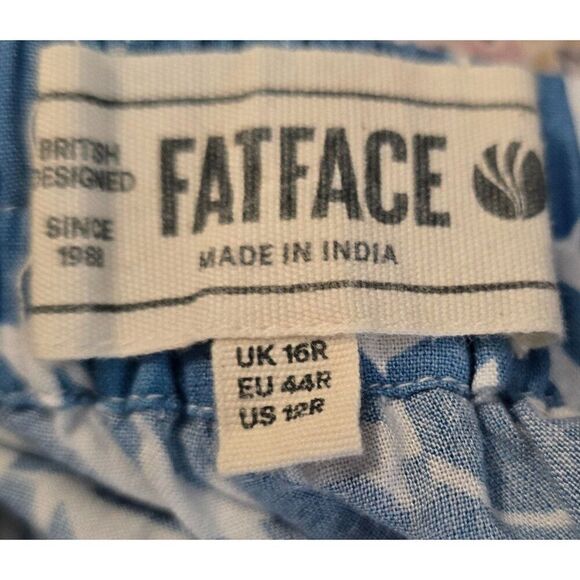 BRITISH
DESIGNED
SINCE
1988
FATFACE
MADE IN INDIA
UK 16R
EU 44R
US 12R